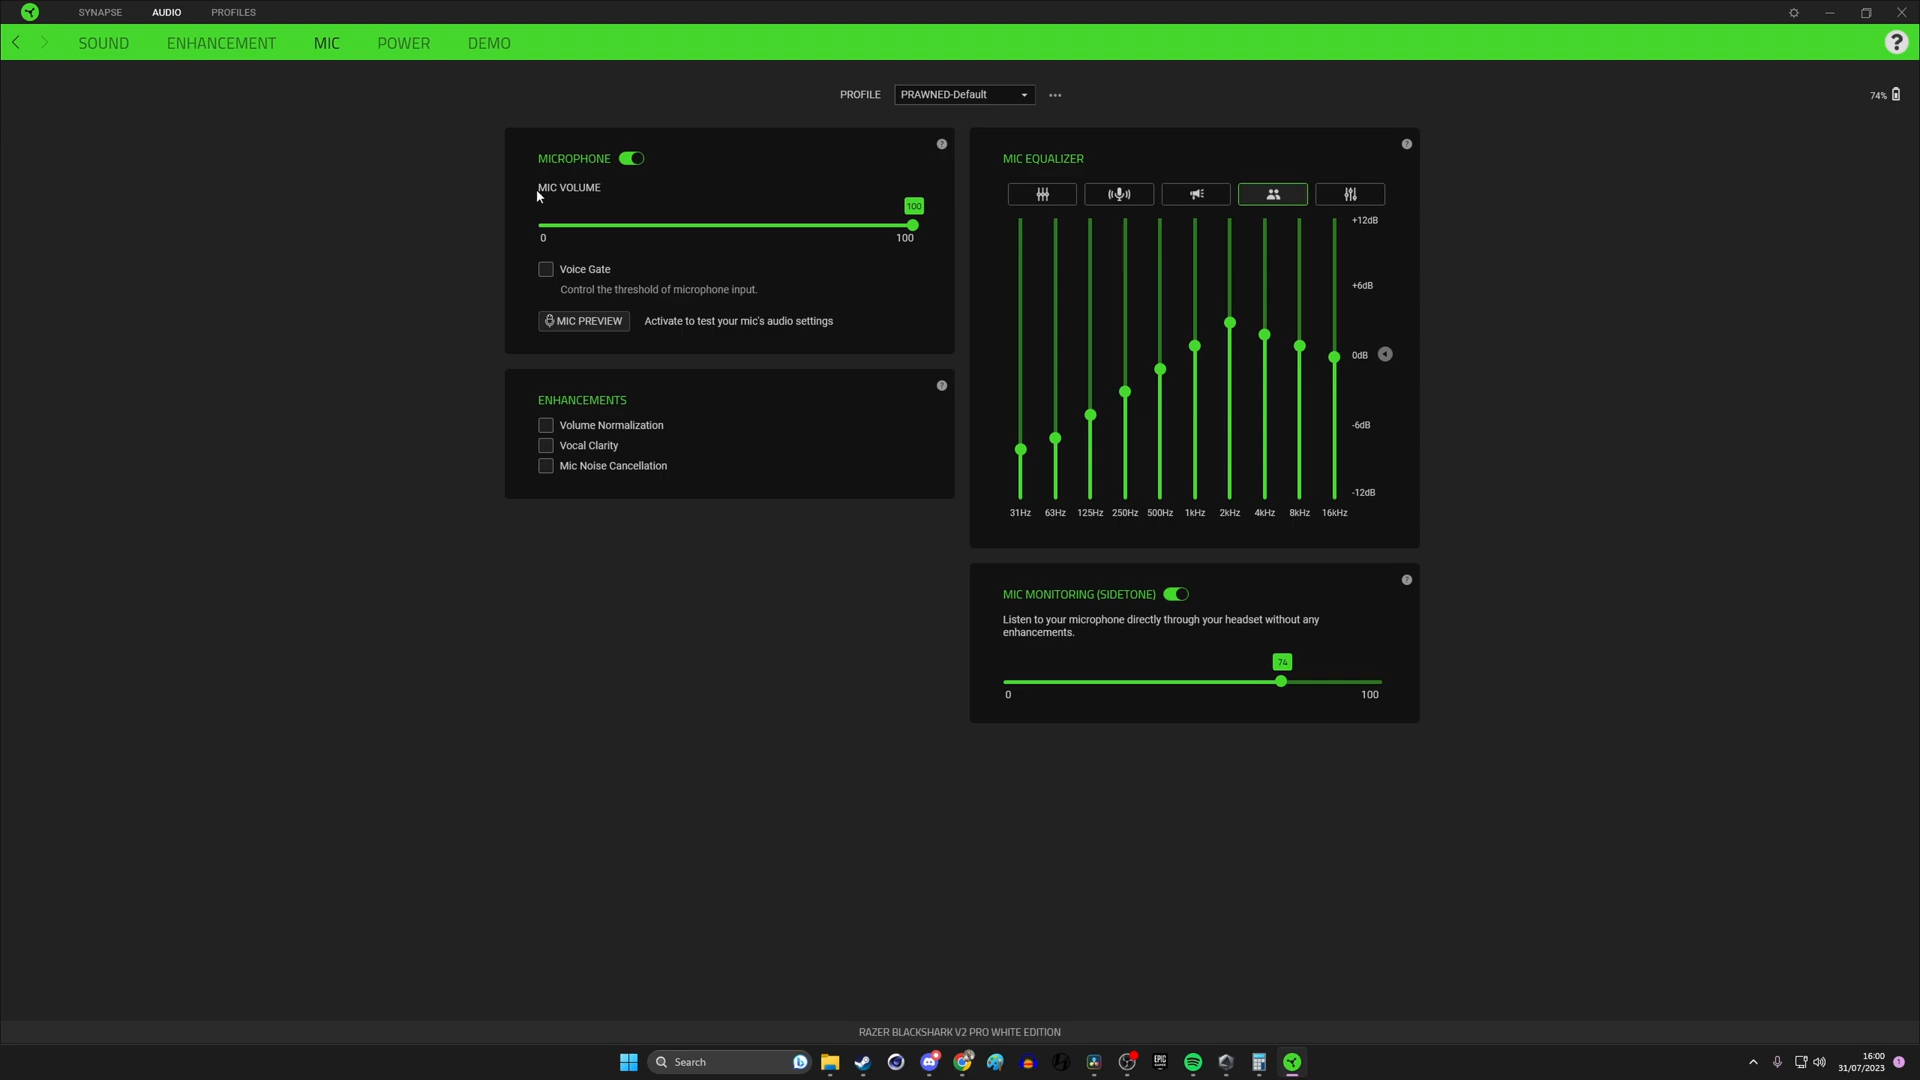 SYNAPSE AUDIO PROFILES
SOUND ENHANCEMENT MIC POWER DEMO
?
PROFILE PRAWNED-Default
74%
MICROPHONE
?
MIC VOLUME
100
0 100
Voice Gate
Control the threshold of microphone input.
MIC PREVIEW Activate to test your mic's audio settings
ENHANCEMENTS
?
Volume Normalization
Vocal Clarity
Mic Noise Cancellation
MIC EQUALIZER
?
+12dB
+6dB
0dB
-6dB
-12dB
31Hz 63Hz 125Hz 250Hz 500Hz 1kHz 2kHz 4kHz 8kHz 16kHz
MIC MONITORING (SIDETONE)
?
Listen to your microphone directly through your headset without any
enhancements.
74
0 100
RAZER BLACKSHARK V2 PRO WHITE EDITION
Search
EPIC
16:00
31/07/2023
1